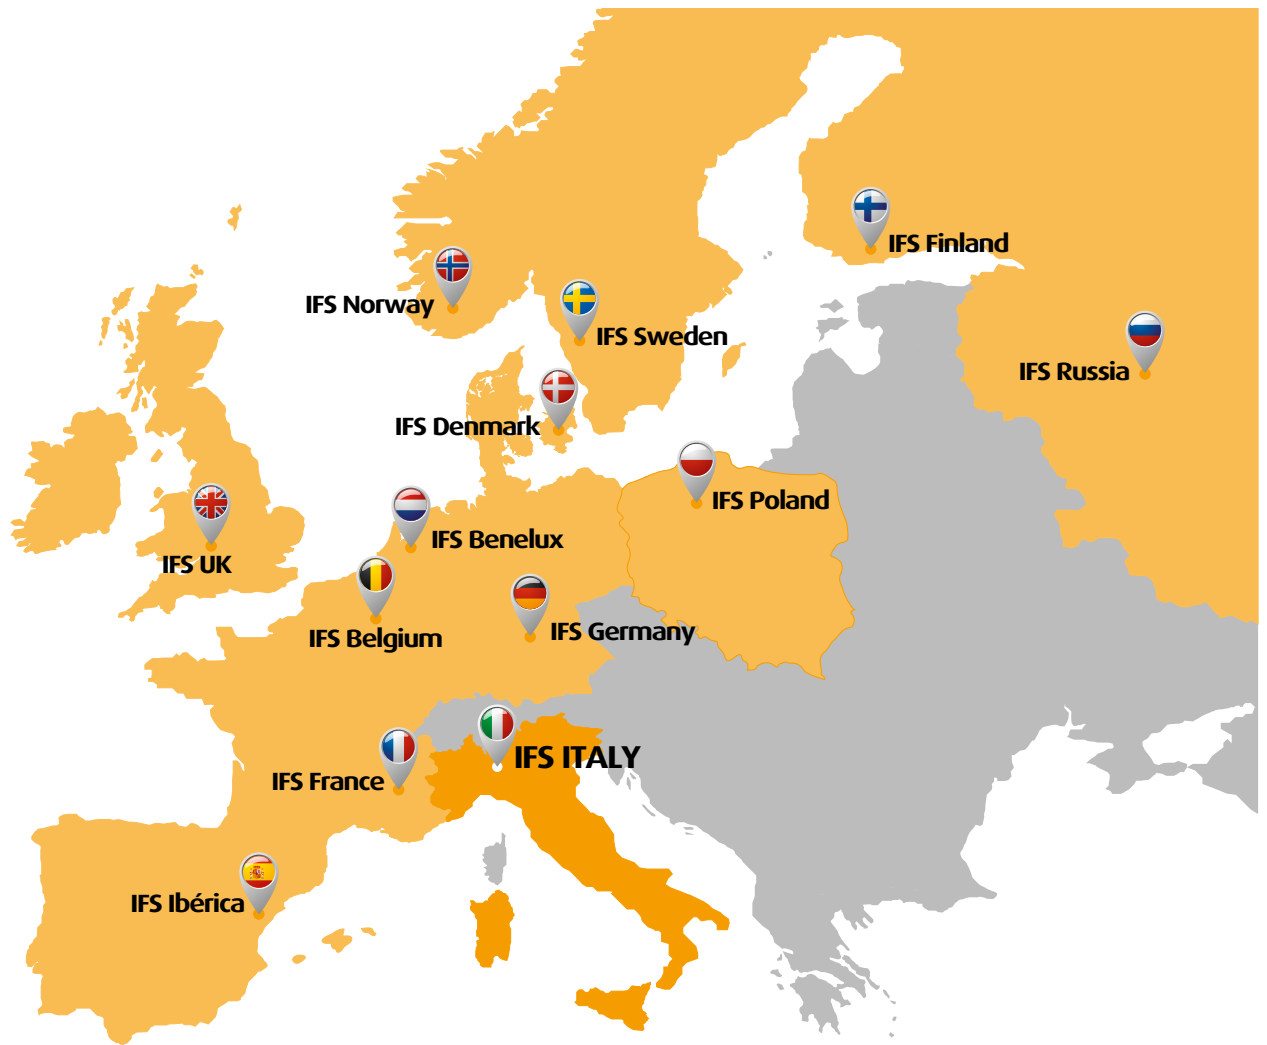 IFS Finland
IFS Norway
IFS Sweden
IFS Russia
IFS Denmark
IFS Poland
IFS Benelux
IFS UK
IFS Germany
IFS Belgium
IFS ITALY
IFS France
IFS Ibérica